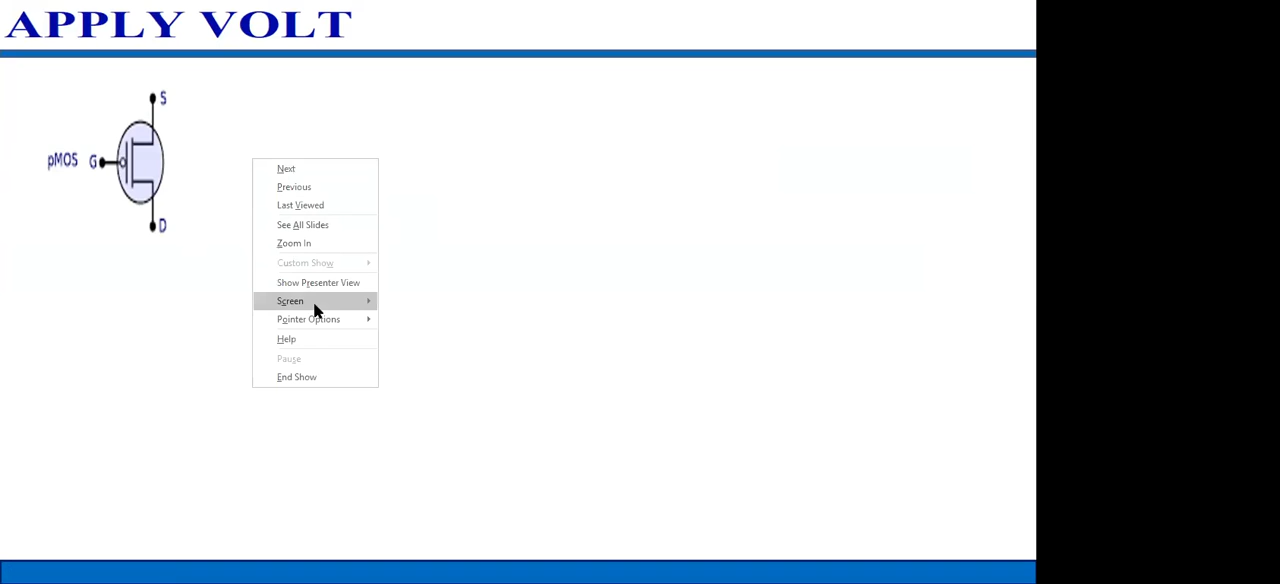 APPLY VOLT
S
pMOS G
D
Next
Previous
Last Viewed
See All Slides
Zoom In
Custom Show
Show Presenter View
Screen
Pointer Options
Help
Pause
End Show